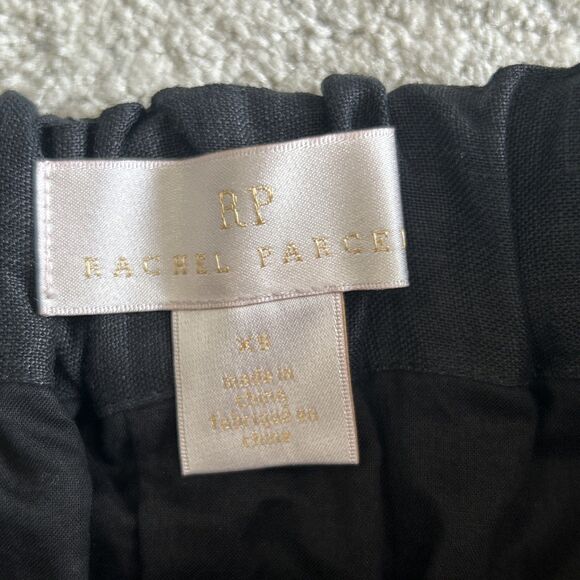 RP
RACHEL PARCE
XS
made in
china
fabriqué en
chine